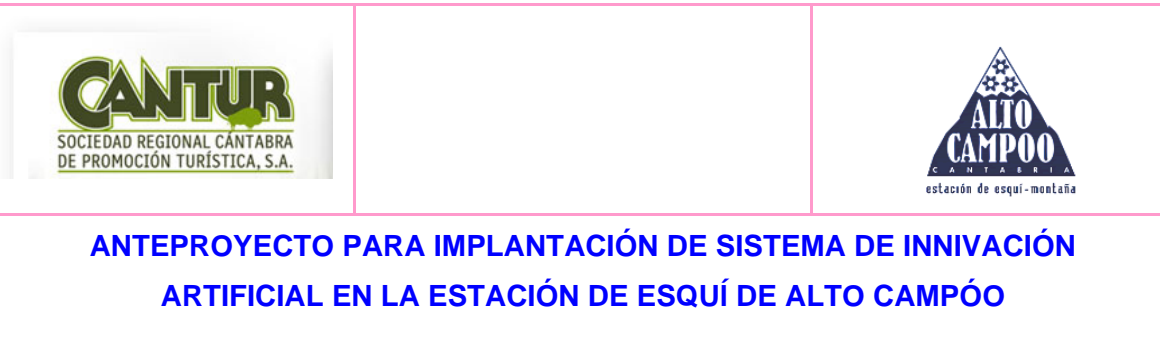 CANTUR
SOCIEDAD REGIONAL CÁNTABRA
DE PROMOCIÓN TURÍSTICA, S.A.
ALTO
CAMPOO
CANTABRIA
estación de esquí-montaña
ANTEPROYECTO PARA IMPLANTACIÓN DE SISTEMA DE INNIVACIÓN
ARTIFICIAL EN LA ESTACIÓN DE ESQUÍ DE ALTO CAMPÓO